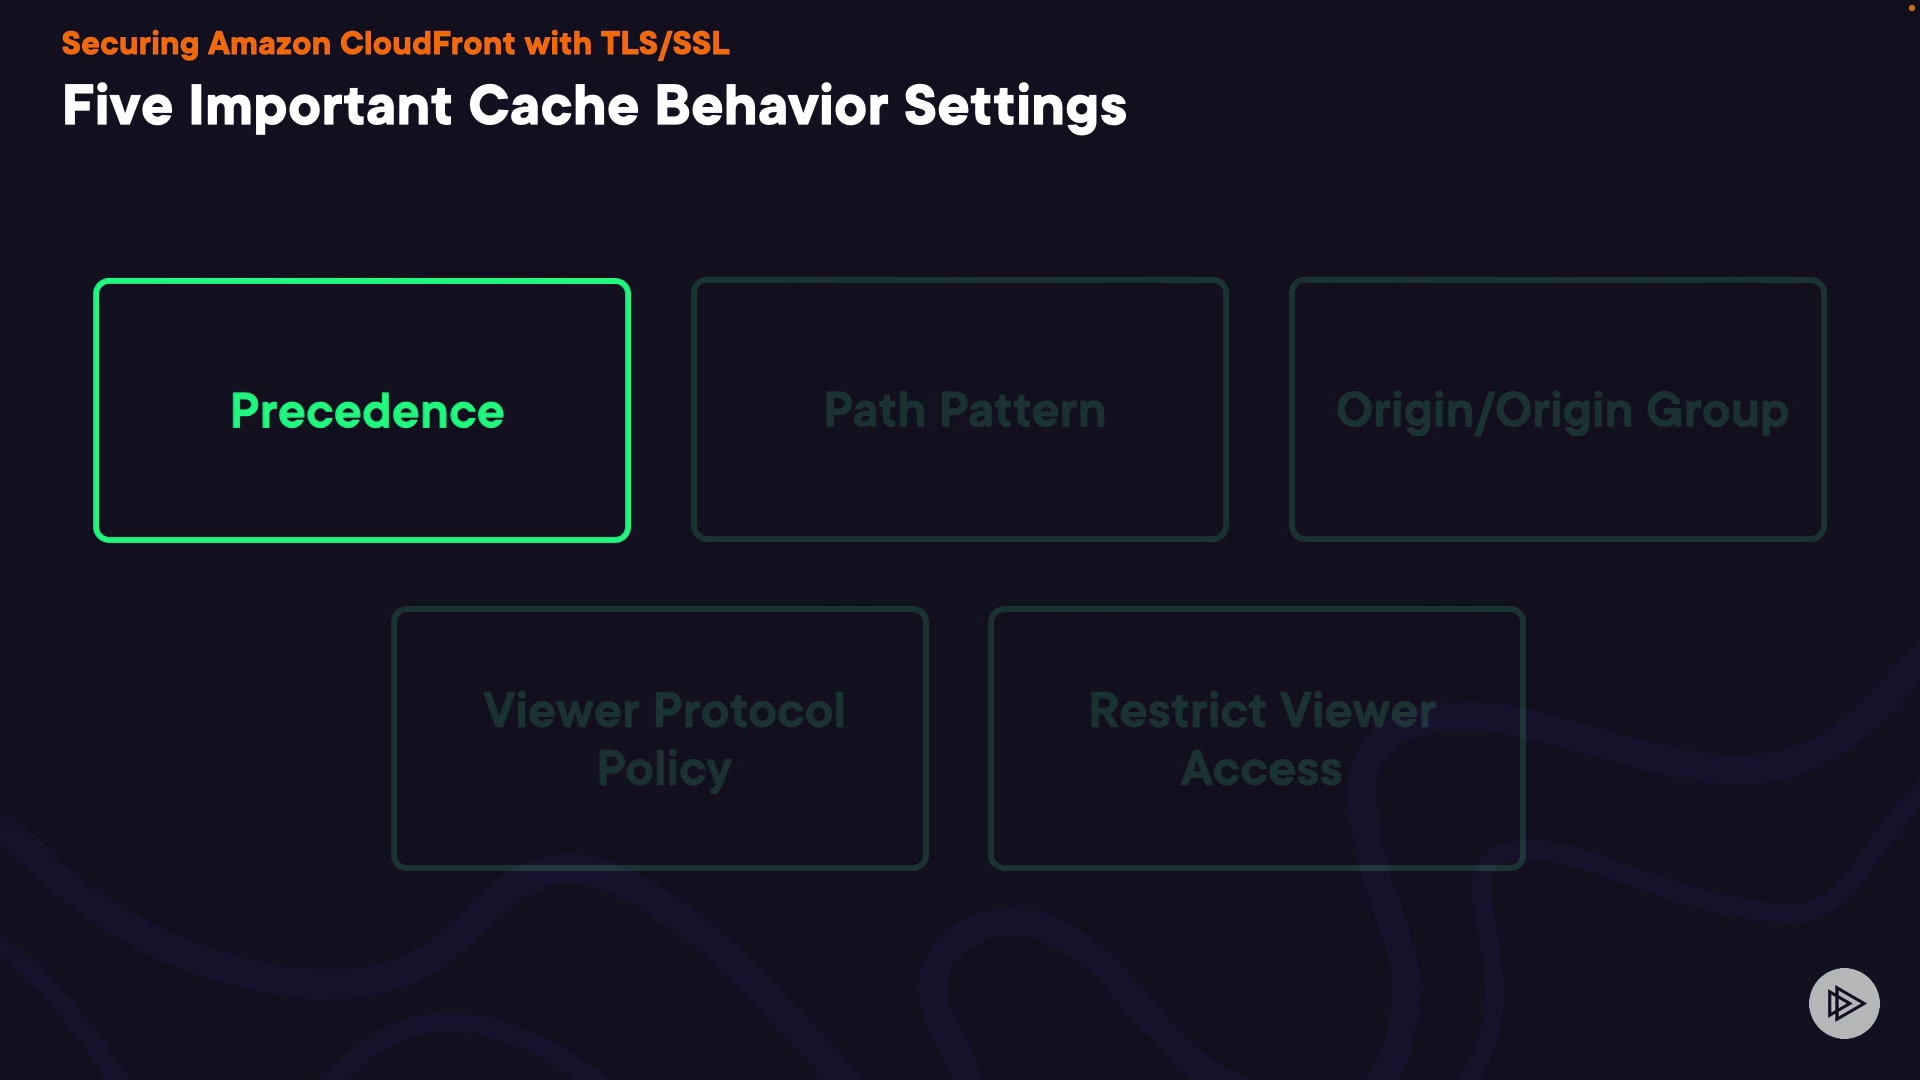 Securing Amazon CloudFront with TLS/SSL
Five Important Cache Behavior Settings
Precedence
Path Pattern
Origin/Origin Group
Viewer Protocol
Policy
Restrict Viewer
Access